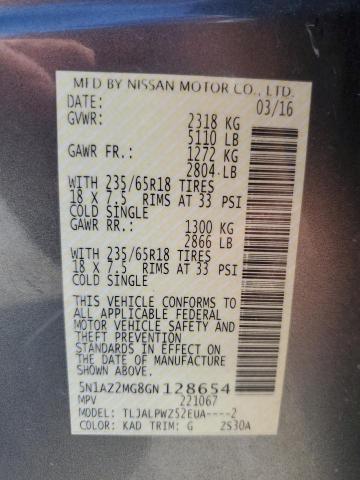 MFD BY NISSAN MOTOR CO., LTD.
DATE: 03/16
GVWR: 2318 KG
5110 LB
GAWR FR.: 1272 KG
2804 LB
WITH 235/65R18 TIRES
18 X 7.5 RIMS AT 33 PSI
COLD SINGLE
GAWR RR.: 1300 KG
2866 LB
WITH 235/65R18 TIRES
18 X 7.5 RIMS AT 33 PSI
COLD SINGLE
THIS VEHICLE CONFORMS TO
ALL APPLICABLE FEDERAL
MOTOR VEHICLE SAFETY AND
THEFT PREVENTION
STANDARDS IN EFFECT ON
THE DATE OF MANUFACTURE
SHOWN ABOVE.
5N1AZ2MG8GN128654
MPV 221067
MODEL: TLJALPWZ52EUA----2
COLOR: KAD TRIM: G 2S30A